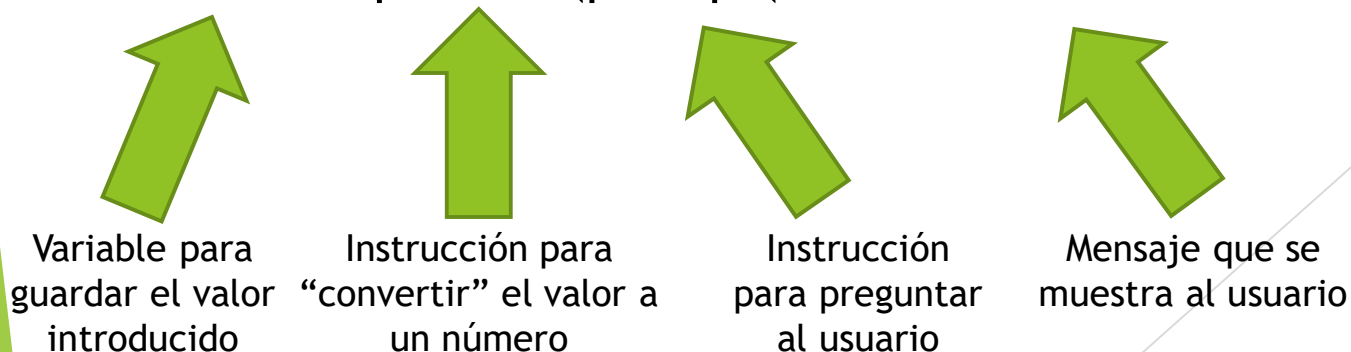 Variable para
guardar el valor
introducido
Instrucción para
“convertir” el valor a
un número
Instrucción
para preguntar
al usuario
Mensaje que se
muestra al usuario